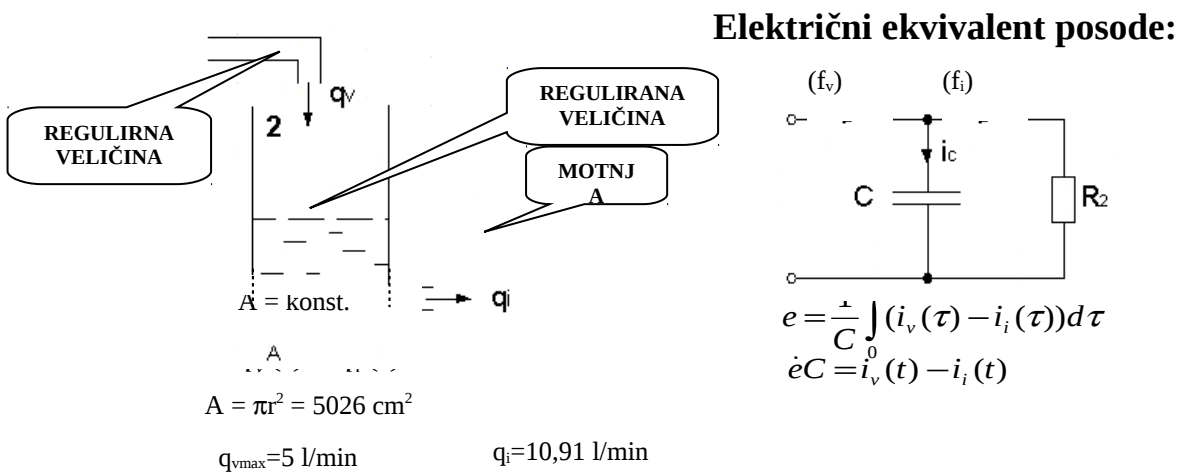 Električni ekvivalent posode:
(fᵥ) (fᵢ)
qv
REGULIRNA
VELIČINA
2
REGULIRANA
VELIČINA
MOTNJ
A
ic
C
R2
A = konst.
qi
A
e = 1/C ∫₀ (iᵥ(τ) − iᵢ(τ))dτ
ėC = iᵥ(t) − iᵢ(t)
A = πr² = 5026 cm²
qvmax=5 l/min
qi=10,91 l/min